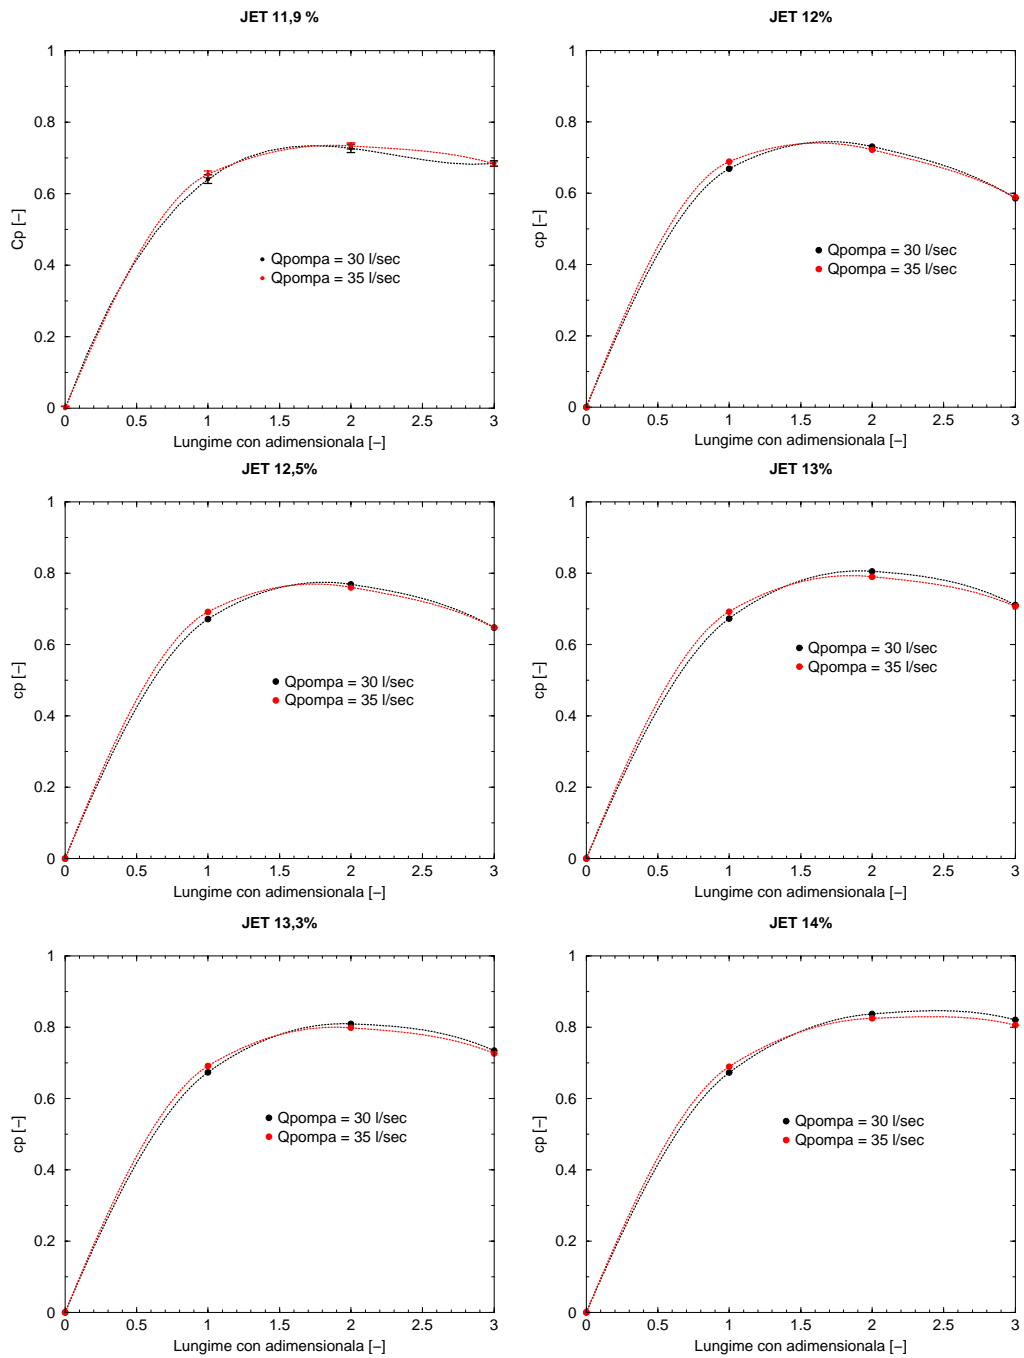 JET 11,9 %
1
0.8
0.6
0.4
0.2
0
Cp [−]
Qpompa = 30 l/sec
Qpompa = 35 l/sec
0 0.5 1 1.5 2 2.5 3
Lungime con adimensionala [−]
JET 12%
1
0.8
0.6
0.4
0.2
0
cp [−]
Qpompa = 30 l/sec
Qpompa = 35 l/sec
0 0.5 1 1.5 2 2.5 3
Lungime con adimensionala [−]
JET 12,5%
1
0.8
0.6
0.4
0.2
0
cp [−]
Qpompa = 30 l/sec
Qpompa = 35 l/sec
0 0.5 1 1.5 2 2.5 3
Lungime con adimensionala [−]
JET 13%
1
0.8
0.6
0.4
0.2
0
cp [−]
Qpompa = 30 l/sec
Qpompa = 35 l/sec
0 0.5 1 1.5 2 2.5 3
Lungime con adimensionala [−]
JET 13,3%
1
0.8
0.6
0.4
0.2
0
cp [−]
Qpompa = 30 l/sec
Qpompa = 35 l/sec
0 0.5 1 1.5 2 2.5 3
Lungime con adimensionala [−]
JET 14%
1
0.8
0.6
0.4
0.2
0
cp [−]
Qpompa = 30 l/sec
Qpompa = 35 l/sec
0 0.5 1 1.5 2 2.5 3
Lungime con adimensionala [−]